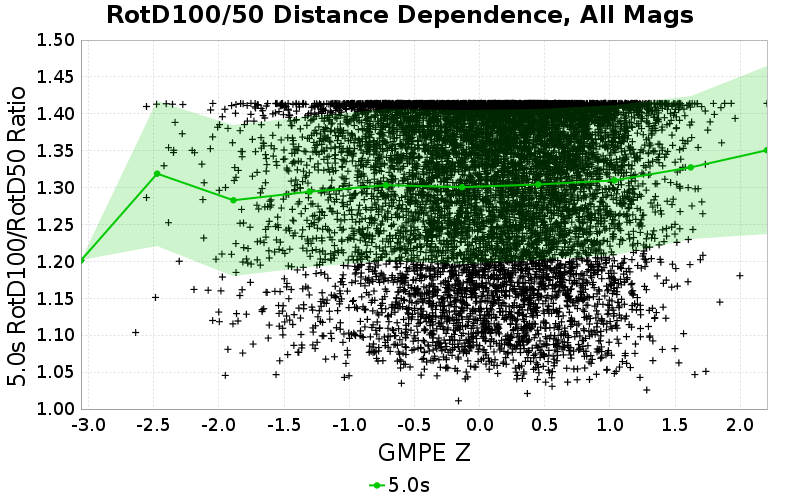 RotD100/50 Distance Dependence, All Mags
5.0s RotD100/RotD50 Ratio
1.50
1.45
1.40
1.35
1.30
1.25
1.20
1.15
1.10
1.05
1.00
-3.0 -2.5 -2.0 -1.5 -1.0 -0.5 0.0 0.5 1.0 1.5 2.0
GMPE Z
5.0s